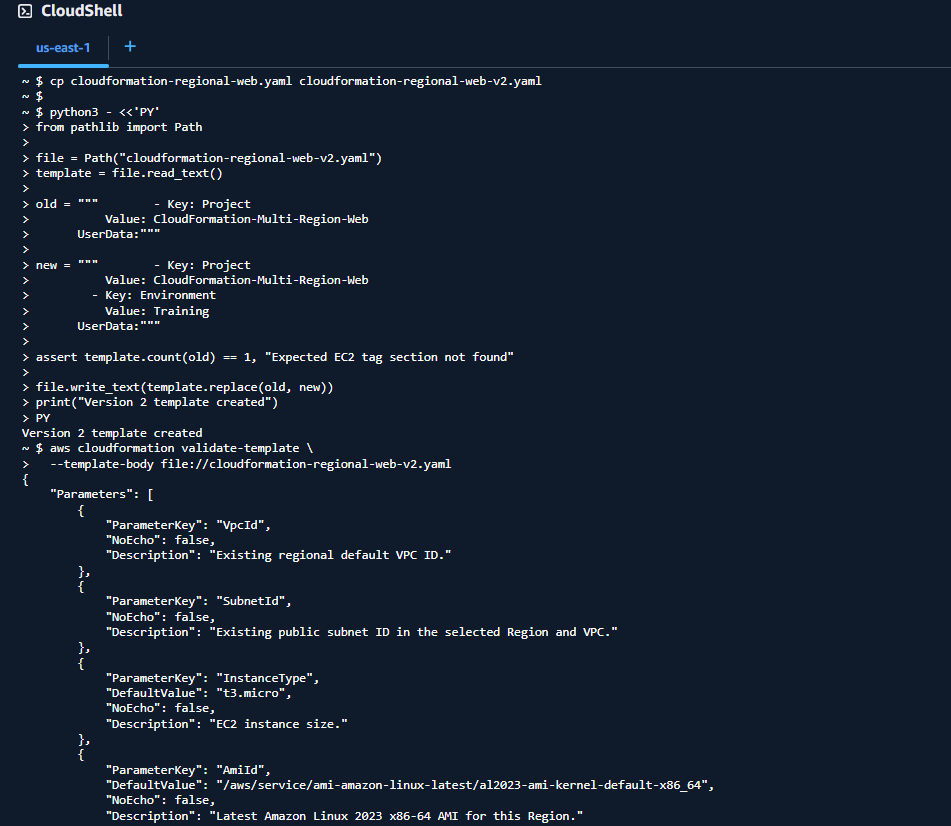 CloudShell
us-east-1 +
~ $ cp cloudformation-regional-web.yaml cloudformation-regional-web-v2.yaml
~ $
~ $ python3 - <<'PY'
> from pathlib import Path
>
> file = Path("cloudformation-regional-web-v2.yaml")
> template = file.read_text()
>
> old = """        - Key: Project
>           Value: CloudFormation-Multi-Region-Web
>       UserData:"""
>
> new = """        - Key: Project
>           Value: CloudFormation-Multi-Region-Web
>         - Key: Environment
>           Value: Training
>       UserData:"""
>
> assert template.count(old) == 1, "Expected EC2 tag section not found"
>
> file.write_text(template.replace(old, new))
> print("Version 2 template created")
> PY
Version 2 template created
~ $ aws cloudformation validate-template \
>   --template-body file://cloudformation-regional-web-v2.yaml
{
    "Parameters": [
        {
            "ParameterKey": "VpcId",
            "NoEcho": false,
            "Description": "Existing regional default VPC ID."
        },
        {
            "ParameterKey": "SubnetId",
            "NoEcho": false,
            "Description": "Existing public subnet ID in the selected Region and VPC."
        },
        {
            "ParameterKey": "InstanceType",
            "DefaultValue": "t3.micro",
            "NoEcho": false,
            "Description": "EC2 instance size."
        },
        {
            "ParameterKey": "AmiId",
            "DefaultValue": "/aws/service/ami-amazon-linux-latest/al2023-ami-kernel-default-x86_64",
            "NoEcho": false,
            "Description": "Latest Amazon Linux 2023 x86-64 AMI for this Region."